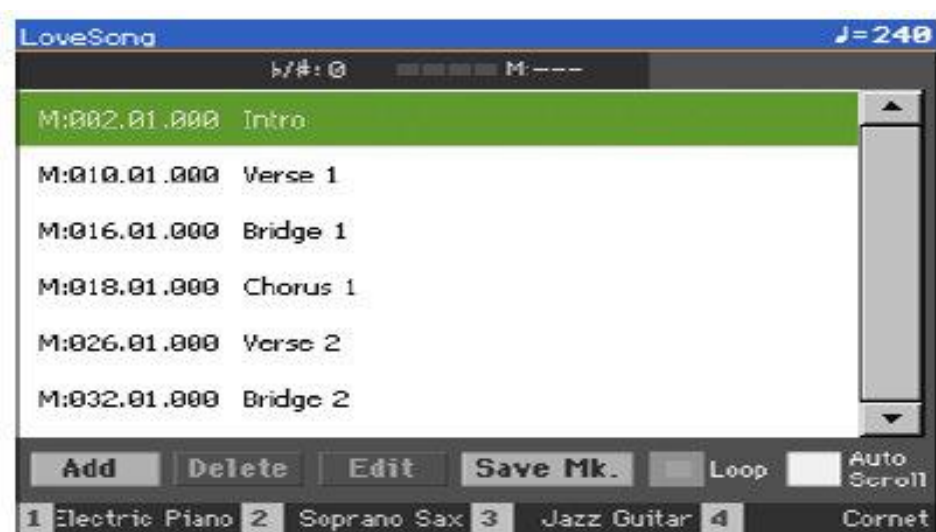 LoveSong ♩=240
♭/#: 0 M:---
M:002.01.000 Intro
M:010.01.000 Verse 1
M:016.01.000 Bridge 1
M:018.01.000 Chorus 1
M:026.01.000 Verse 2
M:032.01.000 Bridge 2
Add Delete Edit Save Mk. Loop Auto Scroll
1 Electric Piano 2 Soprano Sax 3 Jazz Guitar 4 Cornet